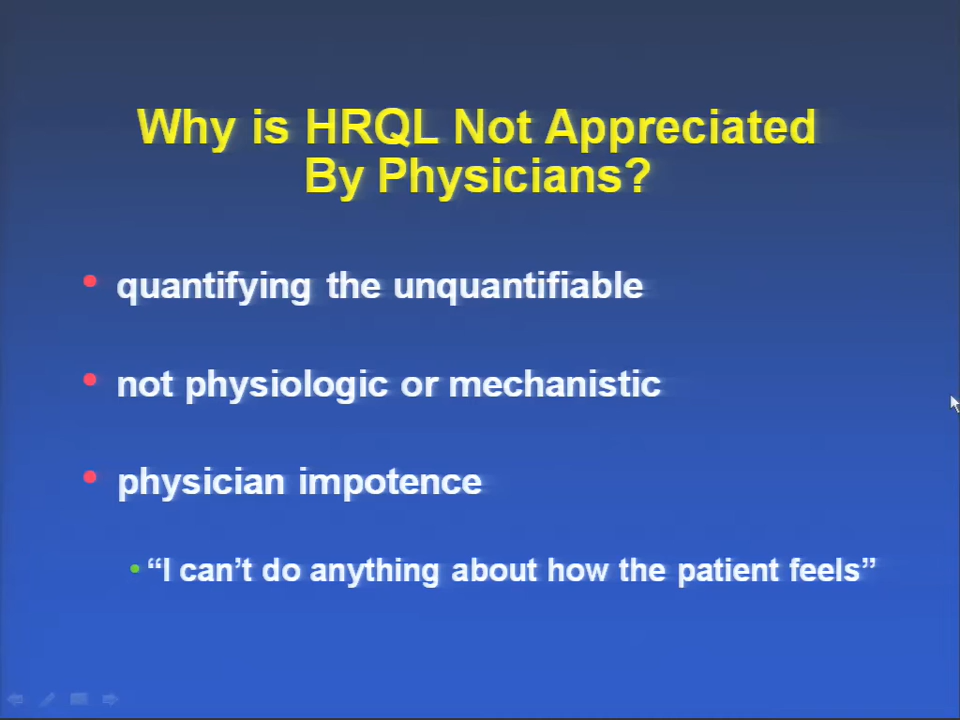 Why is HRQL Not Appreciated
By Physicians?
• quantifying the unquantifiable
• not physiologic or mechanistic
• physician impotence
• “I can’t do anything about how the patient feels”